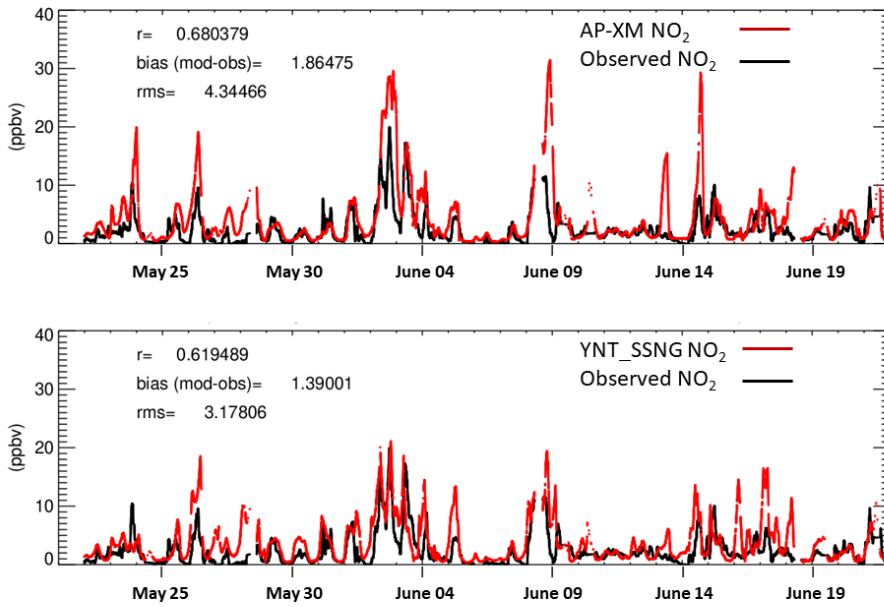 40
r= 0.680379
AP-XM NO₂
bias (mod-obs)= 1.86475
Observed NO₂
30
rms= 4.34466
(ppbv)
20
10
0
May 25 May 30 June 04 June 09 June 14 June 19
40
r= 0.619489
YNT_SSNG NO₂
bias (mod-obs)= 1.39001
Observed NO₂
30
rms= 3.17806
(ppbv)
20
10
0
May 25 May 30 June 04 June 09 June 14 June 19